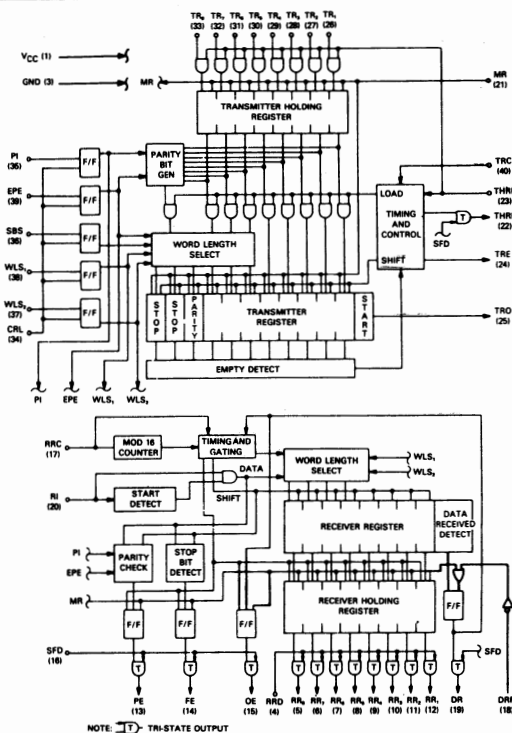 TR₈ TR₇ TR₆ TR₅ TR₄ TR₃ TR₂ TR₁
(33) (32) (31) (30) (29) (28) (27) (26)
VCC (1)
GND (3)
MR
MR
(21)
TRANSMITTER HOLDING
REGISTER
PI
(35)
F/F
PARITY
BIT
GEN
TRC
(40)
EPE
(39)
F/F
LOAD
TIMING
AND
CONTROL
SHIFT
(23)
T
(22)
SFD
SBS
(36)
F/F
WORD LENGTH
SELECT
TRE
(24)
WLS₁
(38)
F/F
WLS₂
(37)
F/F
CRL
(34)
STOP
STOP
PARITY
TRANSMITTER
REGISTER
START
TRO
(25)
EMPTY DETECT
PI EPE WLS₁ WLS₂
RRC
(17)
MOD 16
COUNTER
TIMING AND
GATING
DATA
WORD LENGTH
SELECT
WLS₁
WLS₂
RI
(20)
START
DETECT
SHIFT
RECEIVER REGISTER
DATA
RECEIVED
DETECT
PI
EPE
PARITY
CHECK
STOP
BIT
DETECT
MR
RECEIVER HOLDING
REGISTER
F/F F/F F/F F/F
SFD
(16)
T T T T T T T T T T T T
SFD
PE FE OE RRD RR₈ RR₇ RR₆ RR₅ RR₄ RR₃ RR₂ RR₁ DR
(13) (14) (15) (4) (5) (6) (7) (8) (9) (10) (11) (12) (19) (18)
NOTE: T TRI-STATE OUTPUT